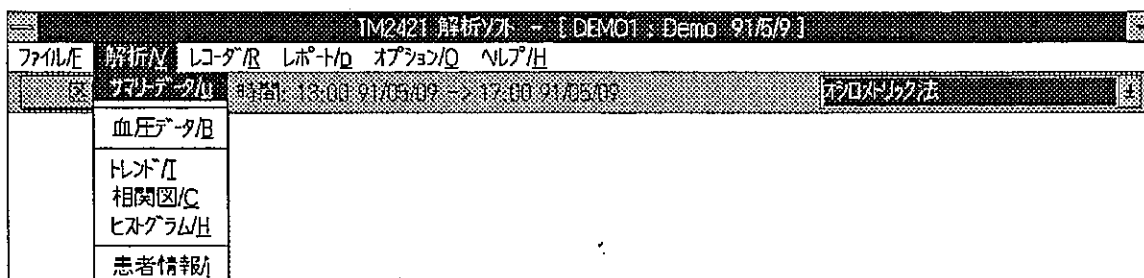 TM2421 解析ソフト - [ DEMO1 : Demo 91/5/9 ]
ファイル/F 解析/V レコーダ/R レポート/D オプション/O ヘルプ/H
区 時間: 18:00 91/05/09 -> 17:00 91/05/09 オシロメトリック法
サマリーデータ/U
血圧データ/B
トレンド/T
相関図/C
ヒストグラム/H
患者情報/I